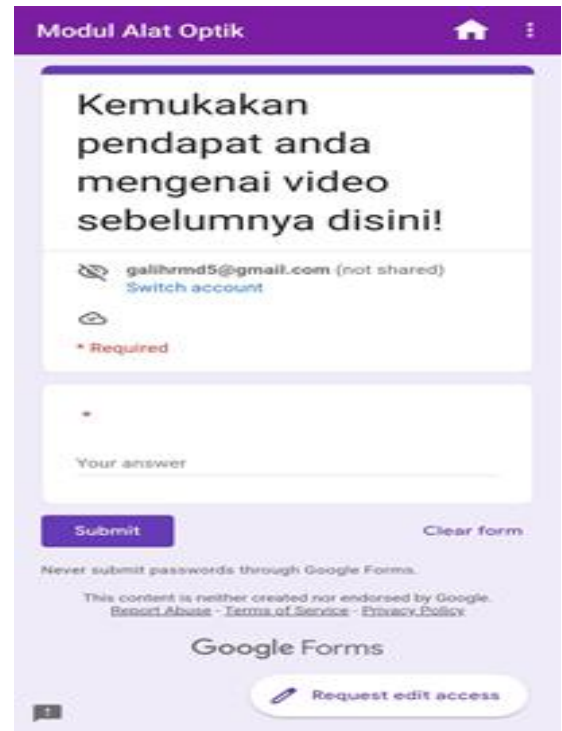 Modul Alat Optik
Kemukakan
pendapat anda
mengenai video
sebelumnya disini!
galihrmd5@gmail.com (not shared)
Switch account
* Required
*
Your answer
Submit
Clear form
Never submit passwords through Google Forms.
This content is neither created nor endorsed by Google.
Report Abuse - Terms of Service - Privacy Policy
Google Forms
Request edit access